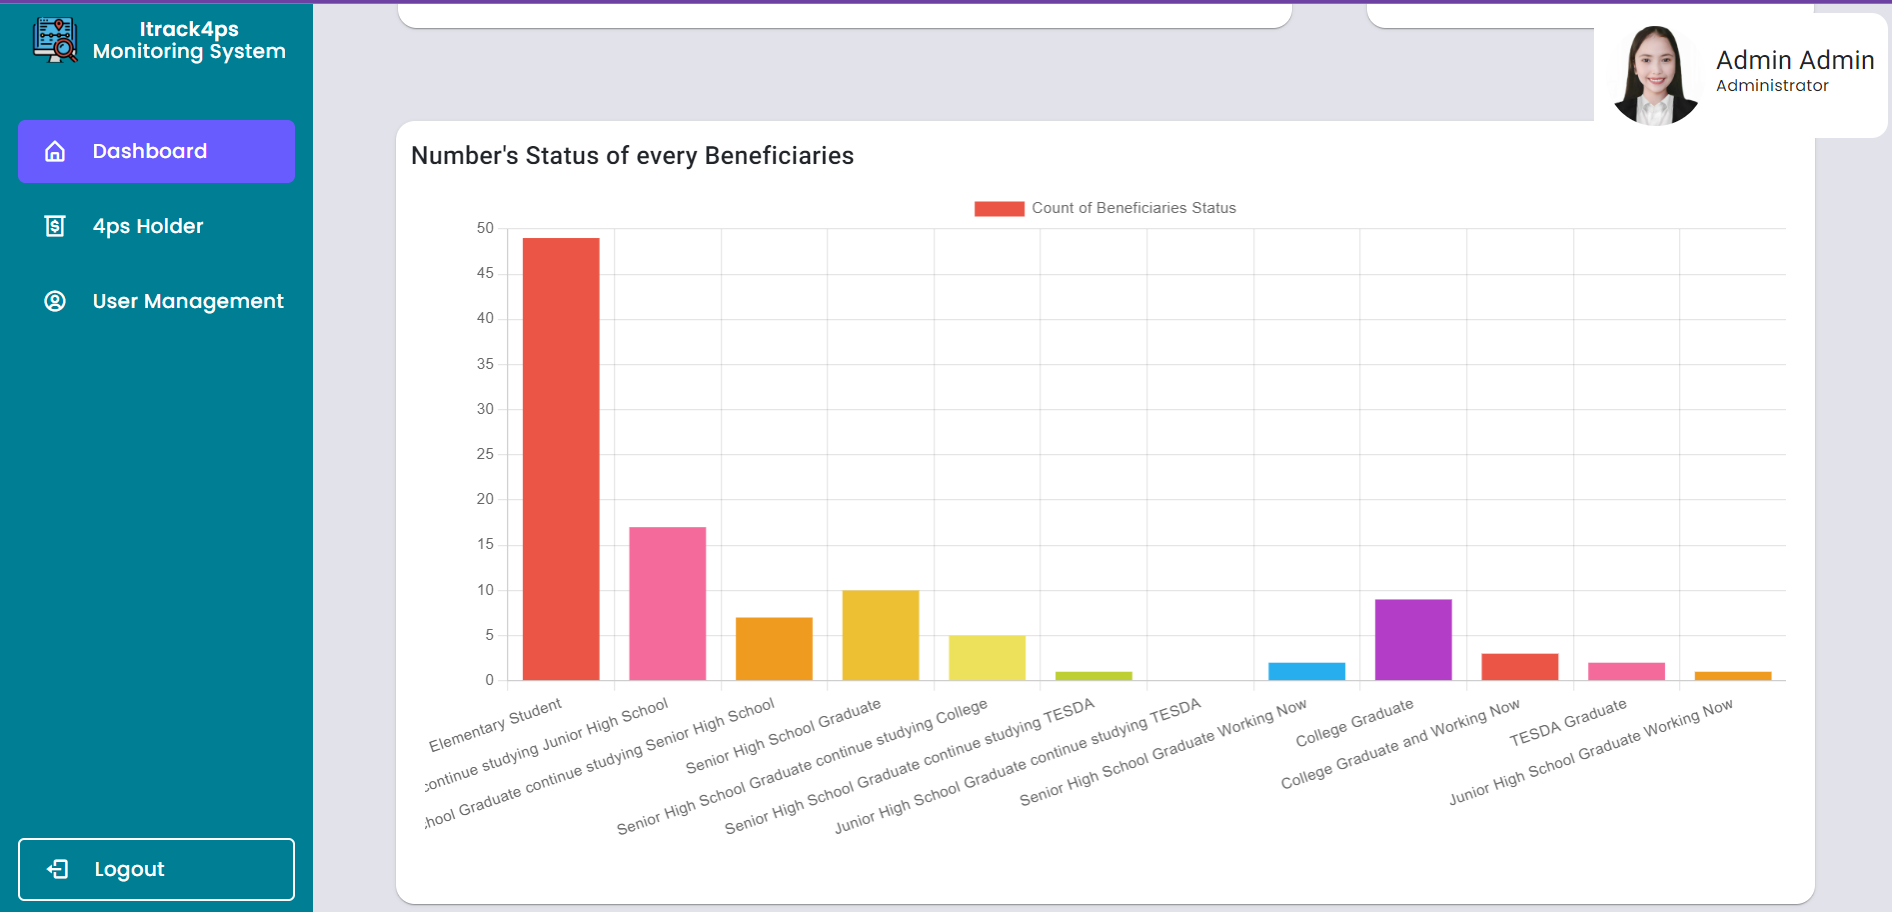 Itrack4ps
Monitoring System
Admin Admin
Administrator
Dashboard
4ps Holder
User Management
Logout
Number's Status of every Beneficiaries
Count of Beneficiaries Status
50
45
40
35
30
25
20
15
10
5
0
Elementary Student
continue studying Junior High School
Graduate continue studying Senior High School
Senior High School Graduate
Senior High School Graduate continue studying College
Senior High School Graduate continue studying TESDA
Junior High School Graduate continue studying TESDA
Senior High School Graduate Working Now
College Graduate
College Graduate and Working Now
TESDA Graduate
Junior High School Graduate Working Now